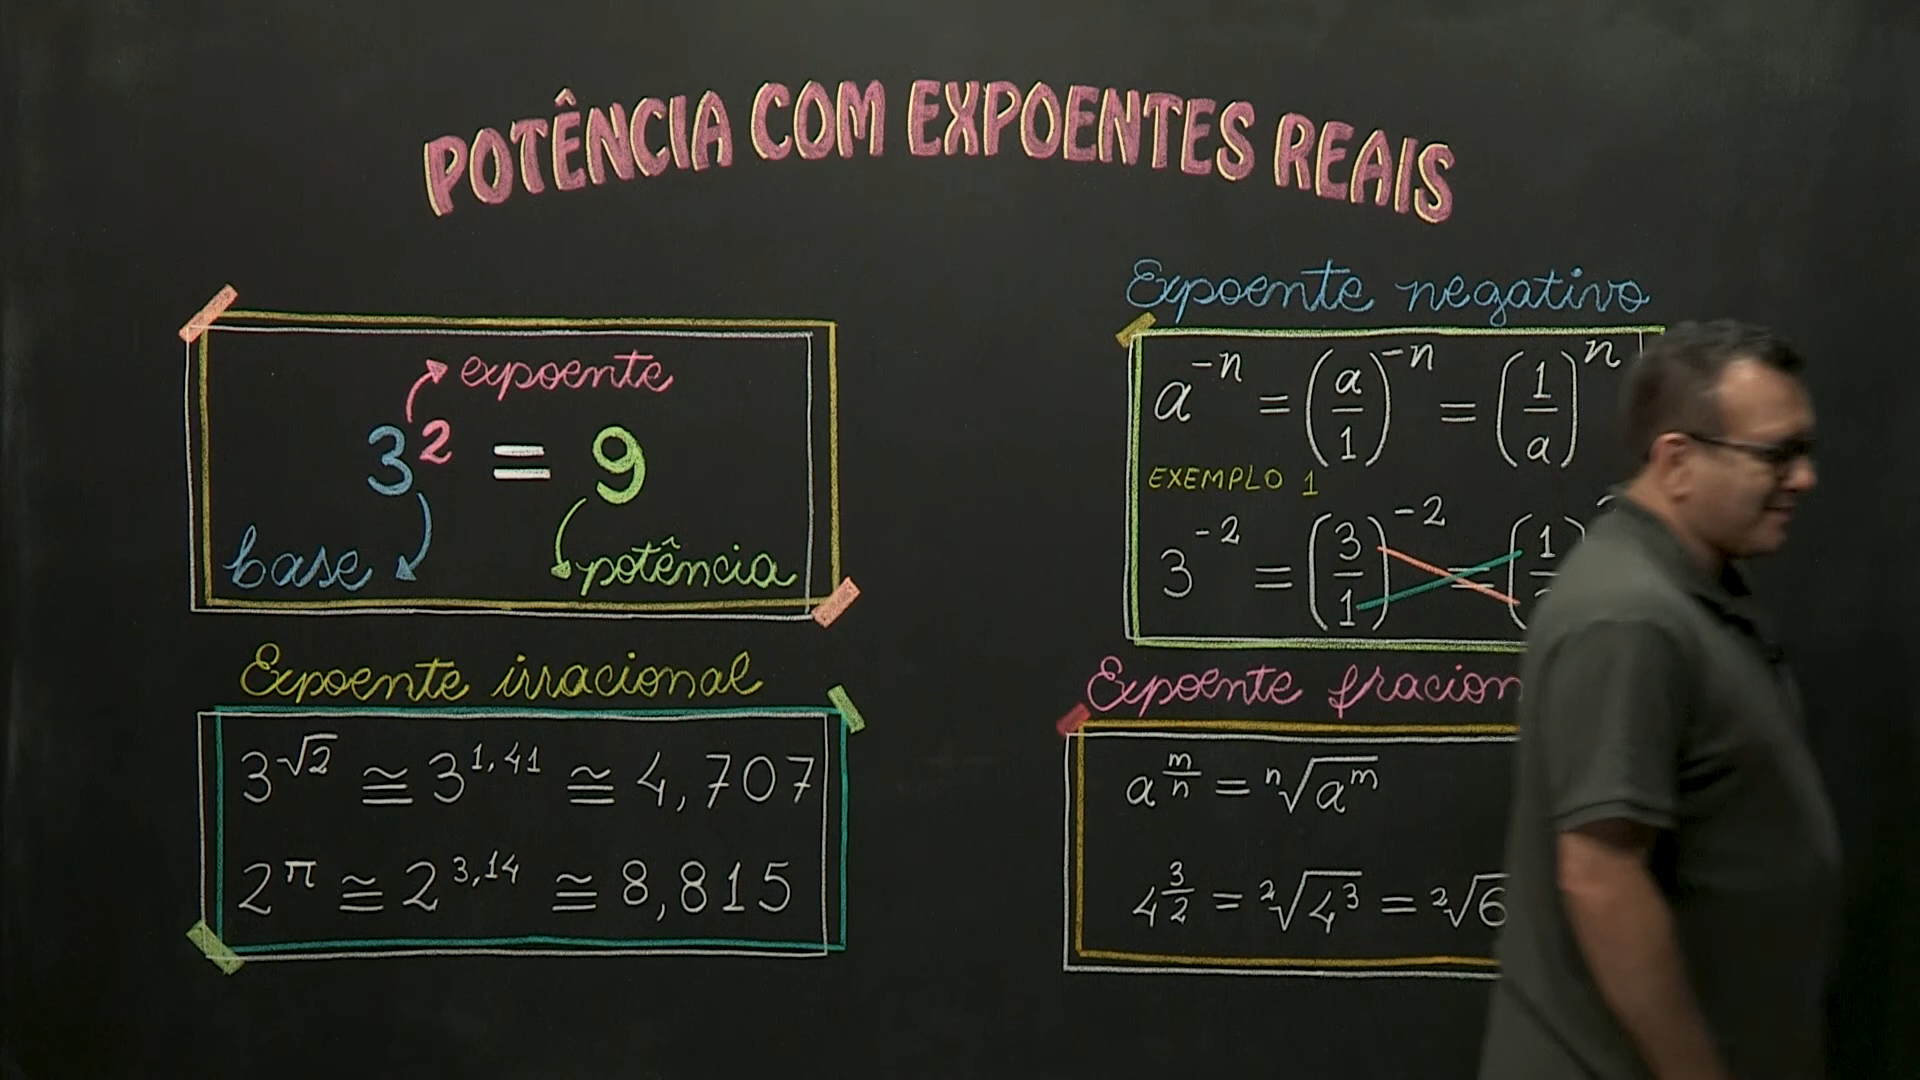 POTÊNCIA COM EXPOENTES REAIS
expoente
3² = 9
base
potência
Expoente irracional
3^√2 ≅ 3^1,41 ≅ 4,707
2^π ≅ 2^3,14 ≅ 8,815
Expoente negativo
a^-n = (a/1)^-n = (1/a)^n
EXEMPLO 1
3^-2 = (3/1)^-2 = (1/
Expoente
a^m/n = ⁿ√a^m
4^3/2 = ²√4³ = ²√6